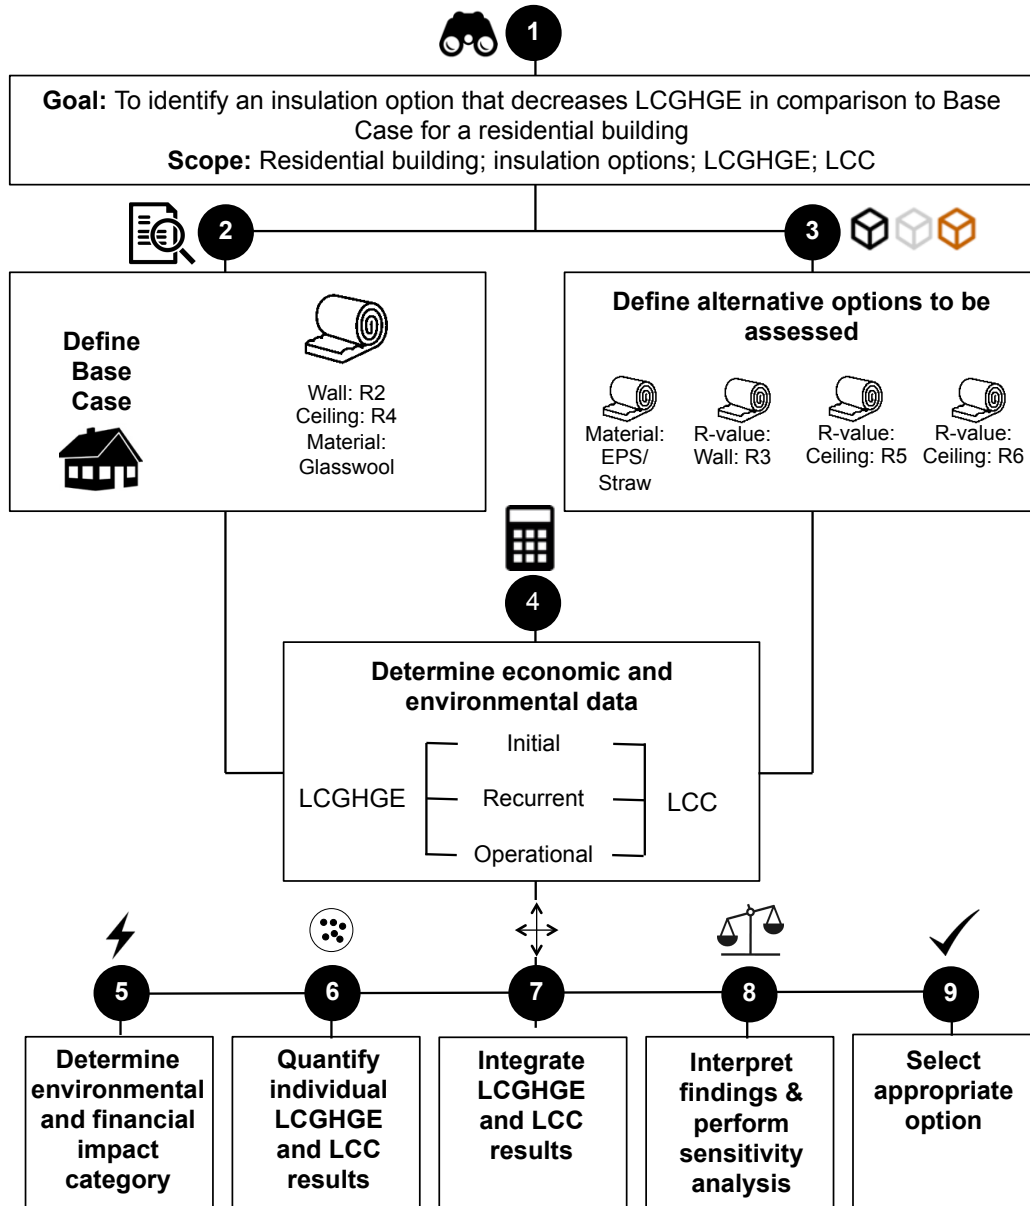 1
Goal: To identify an insulation option that decreases LCGHGE in comparison to Base
Case for a residential building
Scope: Residential building; insulation options; LCGHGE; LCC
2
3
Define
Base
Case
Wall: R2
Ceiling: R4
Material:
Glasswool
Define alternative options to be
assessed
Material:
EPS/
Straw
R-value:
Wall: R3
R-value:
Ceiling: R5
R-value:
Ceiling: R6
4
Determine economic and
environmental data
LCGHGE
Initial
Recurrent
Operational
LCC
5
Determine
environmental
and financial
impact
category
6
Quantify
individual
LCGHGE
and LCC
results
7
Integrate
LCGHGE
and LCC
results
8
Interpret
findings &
perform
sensitivity
analysis
9
Select
appropriate
option